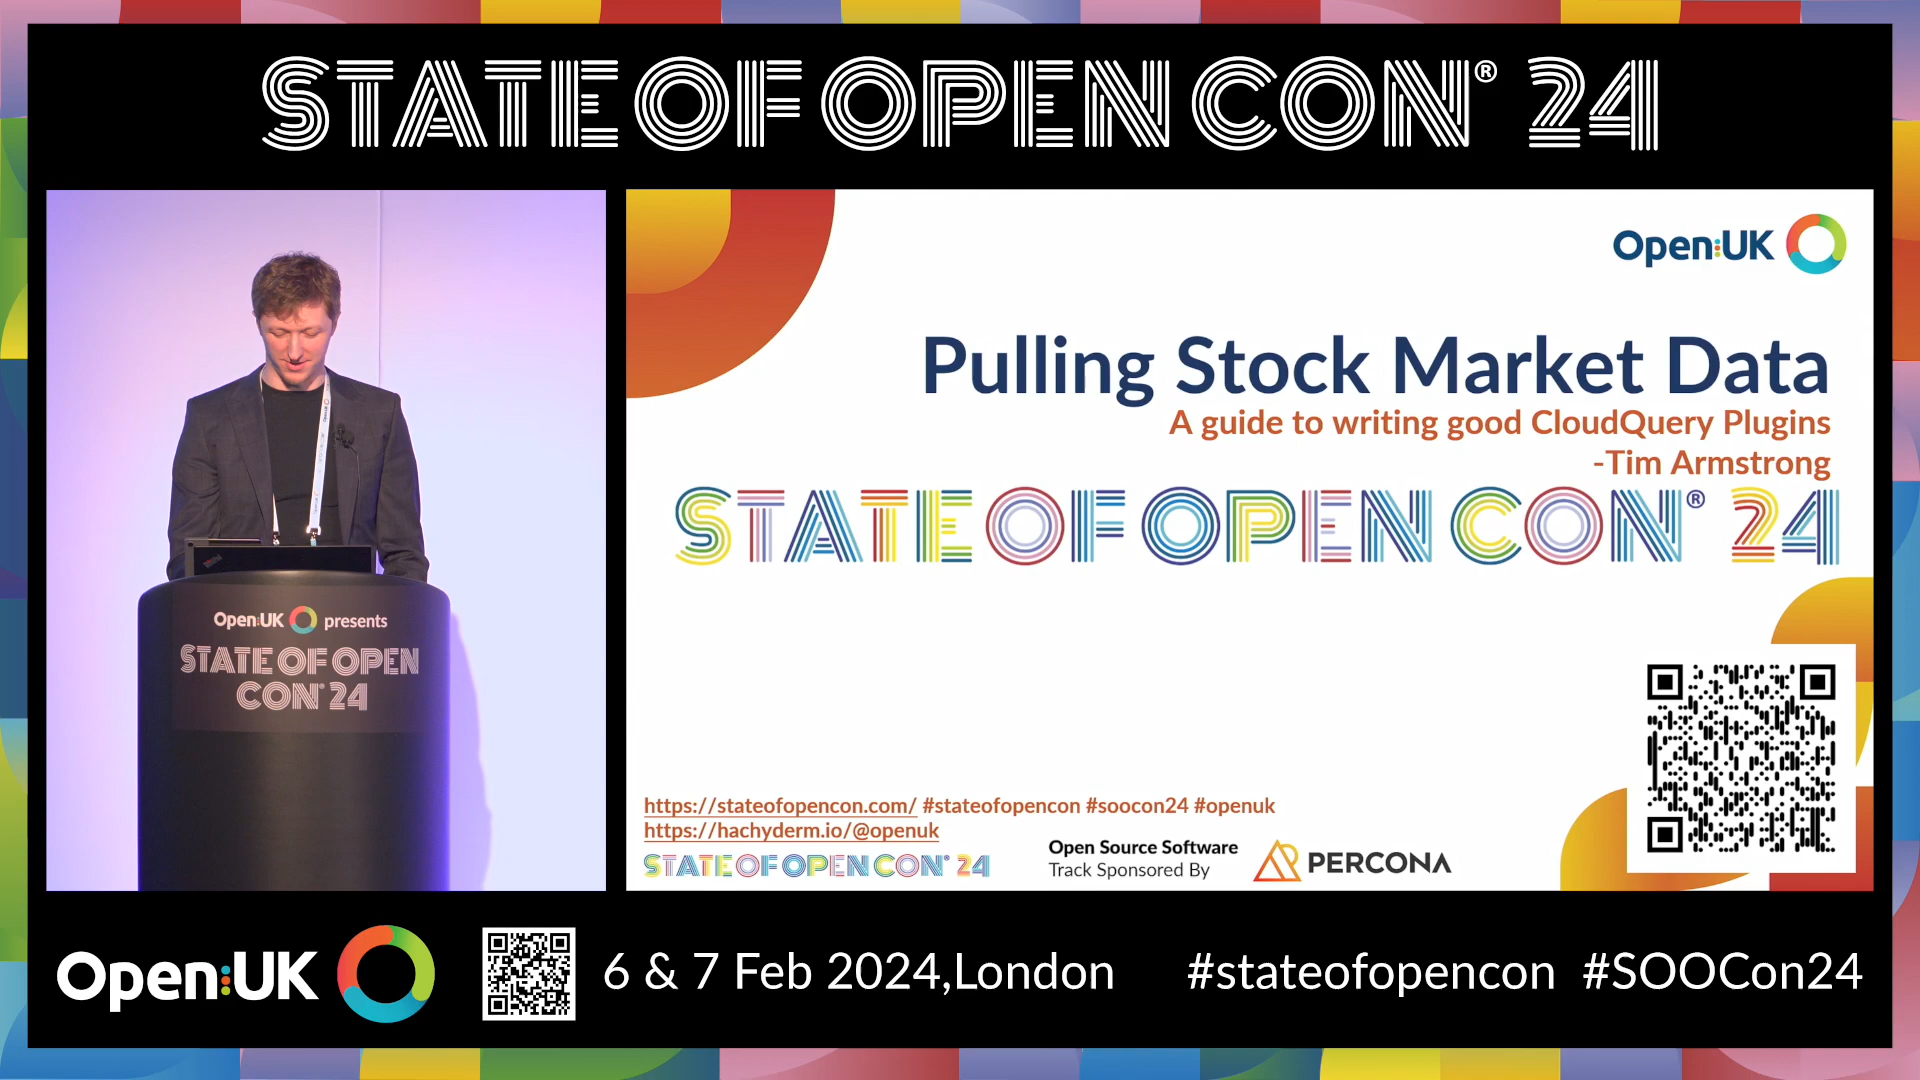 STATE OF OPEN CON® 24
Open:UK
Pulling Stock Market Data
A guide to writing good CloudQuery Plugins
-Tim Armstrong
STATE OF OPEN CON® 24
Open:UK presents
STATE OF OPEN
CON® 24
https://stateofopencon.com/ #stateofopencon #soocon24 #openuk
https://hachyderm.io/@openuk
STATE OF OPEN CON® 24
Open Source Software
Track Sponsored By
PERCONA
Open:UK
6 & 7 Feb 2024,London
#stateofopencon #SOOCon24